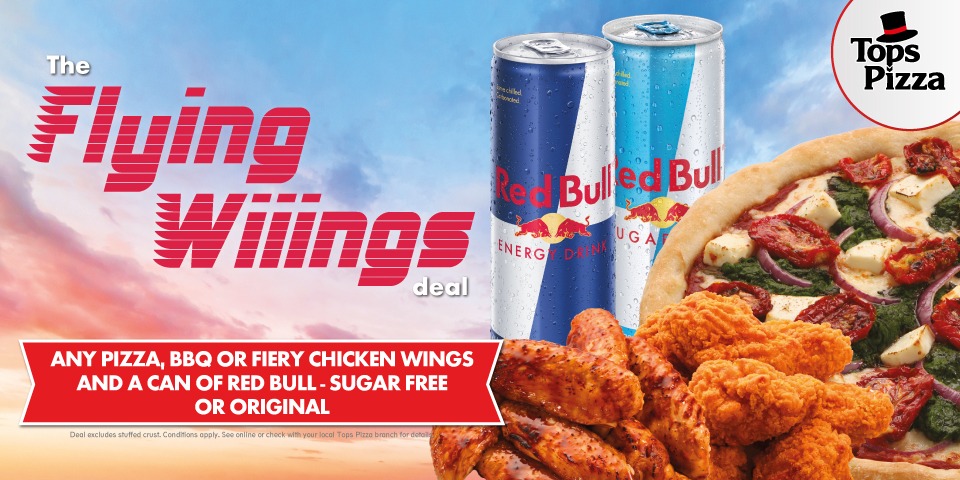 The
Flying
Wiiings
deal
ANY PIZZA, BBQ OR FIERY CHICKEN WINGS
AND A CAN OF RED BULL - SUGAR FREE
OR ORIGINAL
Deal excludes stuffed crust. Conditions apply. See online or check with your local Tops Pizza branch for details
Red Bull
ENERGY DRINK
ed Bull
UGAR
Tops
Pizza